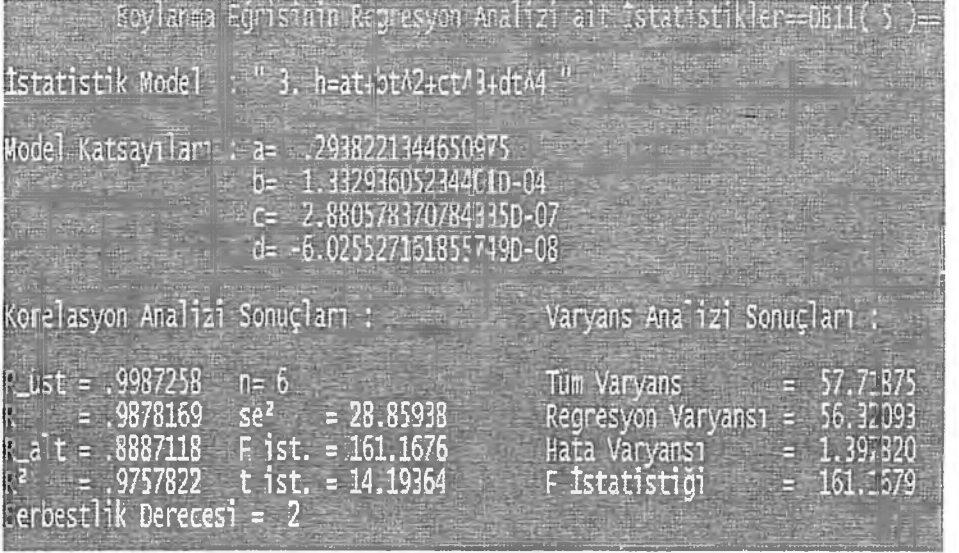 Boylanma Eğrisinin Regresyon Analizi ait İstatistikler==DB11( 5 )==
İstatistik Model : " 3. h=at+bt^2+ct^3+dt^4 "
Model Katsayıları : a= .2938221344650975
b= 1.332936052344C1D-04
c= 2.880578370784335D-07
d= -6.025527161855749D-08
Korelasyon Analizi Sonuçları :
Varyans Analizi Sonuçları :
R_üst = .9987258 n= 6
Tüm Varyans = 57.71875
R = .9878169 se² = 28.85938
Regresyon Varyansı = 56.32093
R_alt = .8887118 F ist. = 161.1676
Hata Varyansı = 1.397820
R² = .9757822 t ist. = 14.19364
F İstatistiği = 161.1679
Serbestlik Derecesi = 2